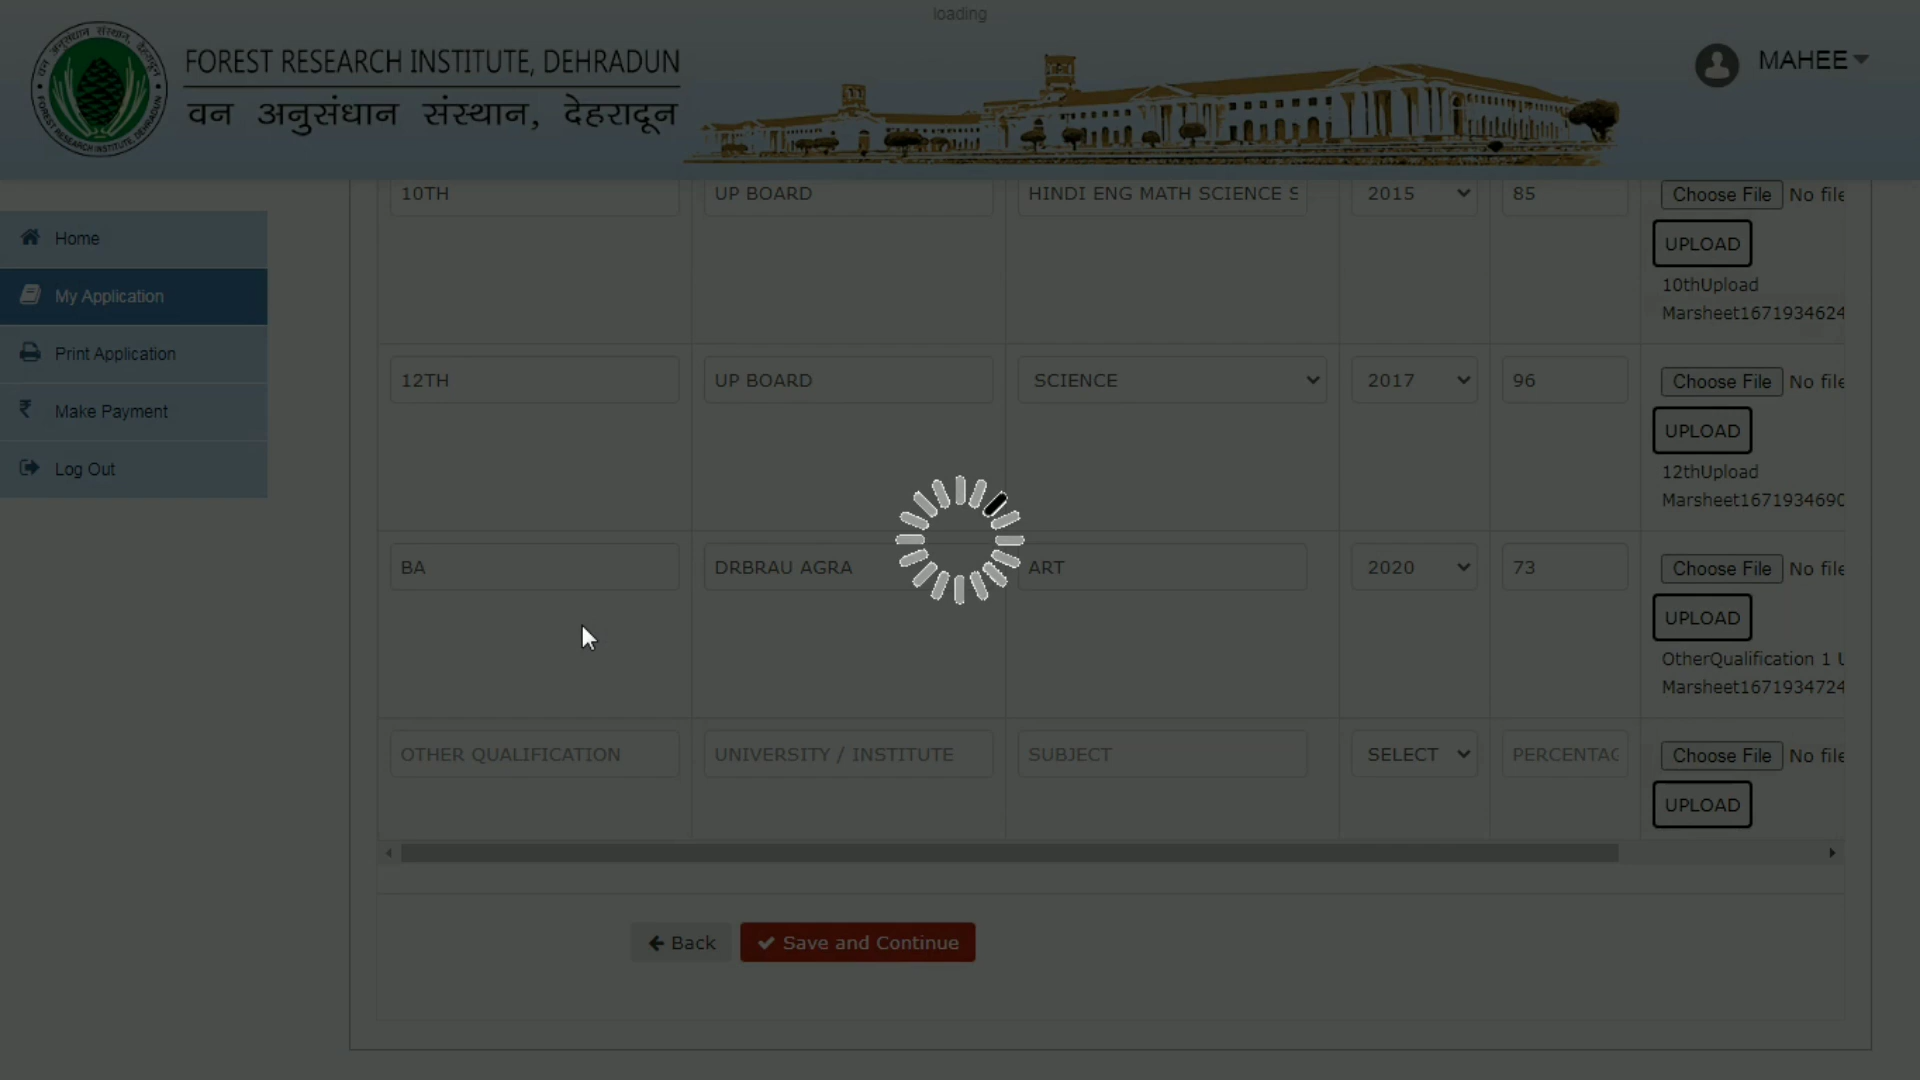 loading
FOREST RESEARCH INSTITUTE, DEHRADUN
वन अनुसंधान संस्थान, देहरादून
MAHEE
Home
My Application
Print Application
Make Payment
Log Out
10TH UP BOARD HINDI ENG MATH SCIENCE S 2015 85 Choose File No file
UPLOAD
10thUpload
Marsheet1671934624
12TH UP BOARD SCIENCE 2017 96 Choose File No file
UPLOAD
12thUpload
Marsheet1671934690
BA DRBRAU AGRA ART 2020 73 Choose File No file
UPLOAD
OtherQualification 1 U
Marsheet1671934724
OTHER QUALIFICATION UNIVERSITY / INSTITUTE SUBJECT SELECT PERCENTAG Choose File No file
UPLOAD
Back Save and Continue